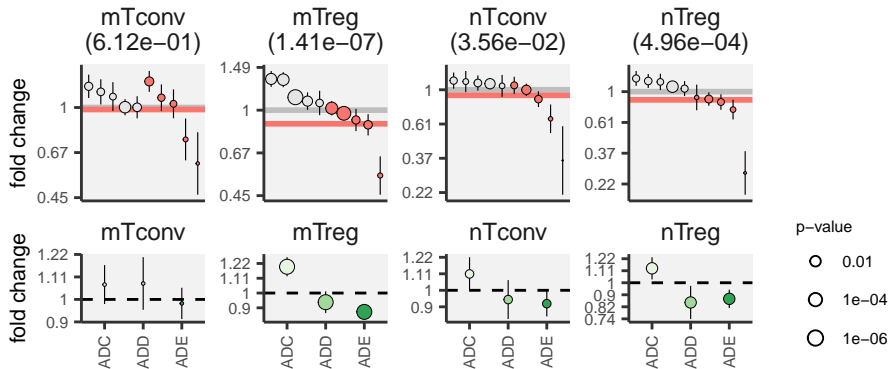 mTconv
(6.12e−01)
mTreg
(1.41e−07)
nTconv
(3.56e−02)
nTreg
(4.96e−04)
fold change
1
0.67
0.45
1.49
1
0.67
0.45
1
0.61
0.37
0.22
1
0.61
0.37
0.22
mTconv
mTreg
nTconv
nTreg
fold change
1.22
1.11
1
0.9
1.22
1.11
1
0.9
1.22
1.11
1
0.9
1.22
1.11
1
0.9
0.82
0.74
ADC
ADD
ADE
ADC
ADD
ADE
ADC
ADD
ADE
ADC
ADD
ADE
p−value
0.01
1e−04
1e−06